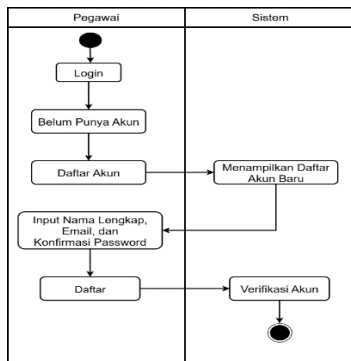 Pegawai
Sistem
Login
Belum Punya Akun
Daftar Akun
Menampilkan Daftar
Akun Baru
Input Nama Lengkap,
Email, dan
Konfirmasi Password
Daftar
Verifikasi Akun